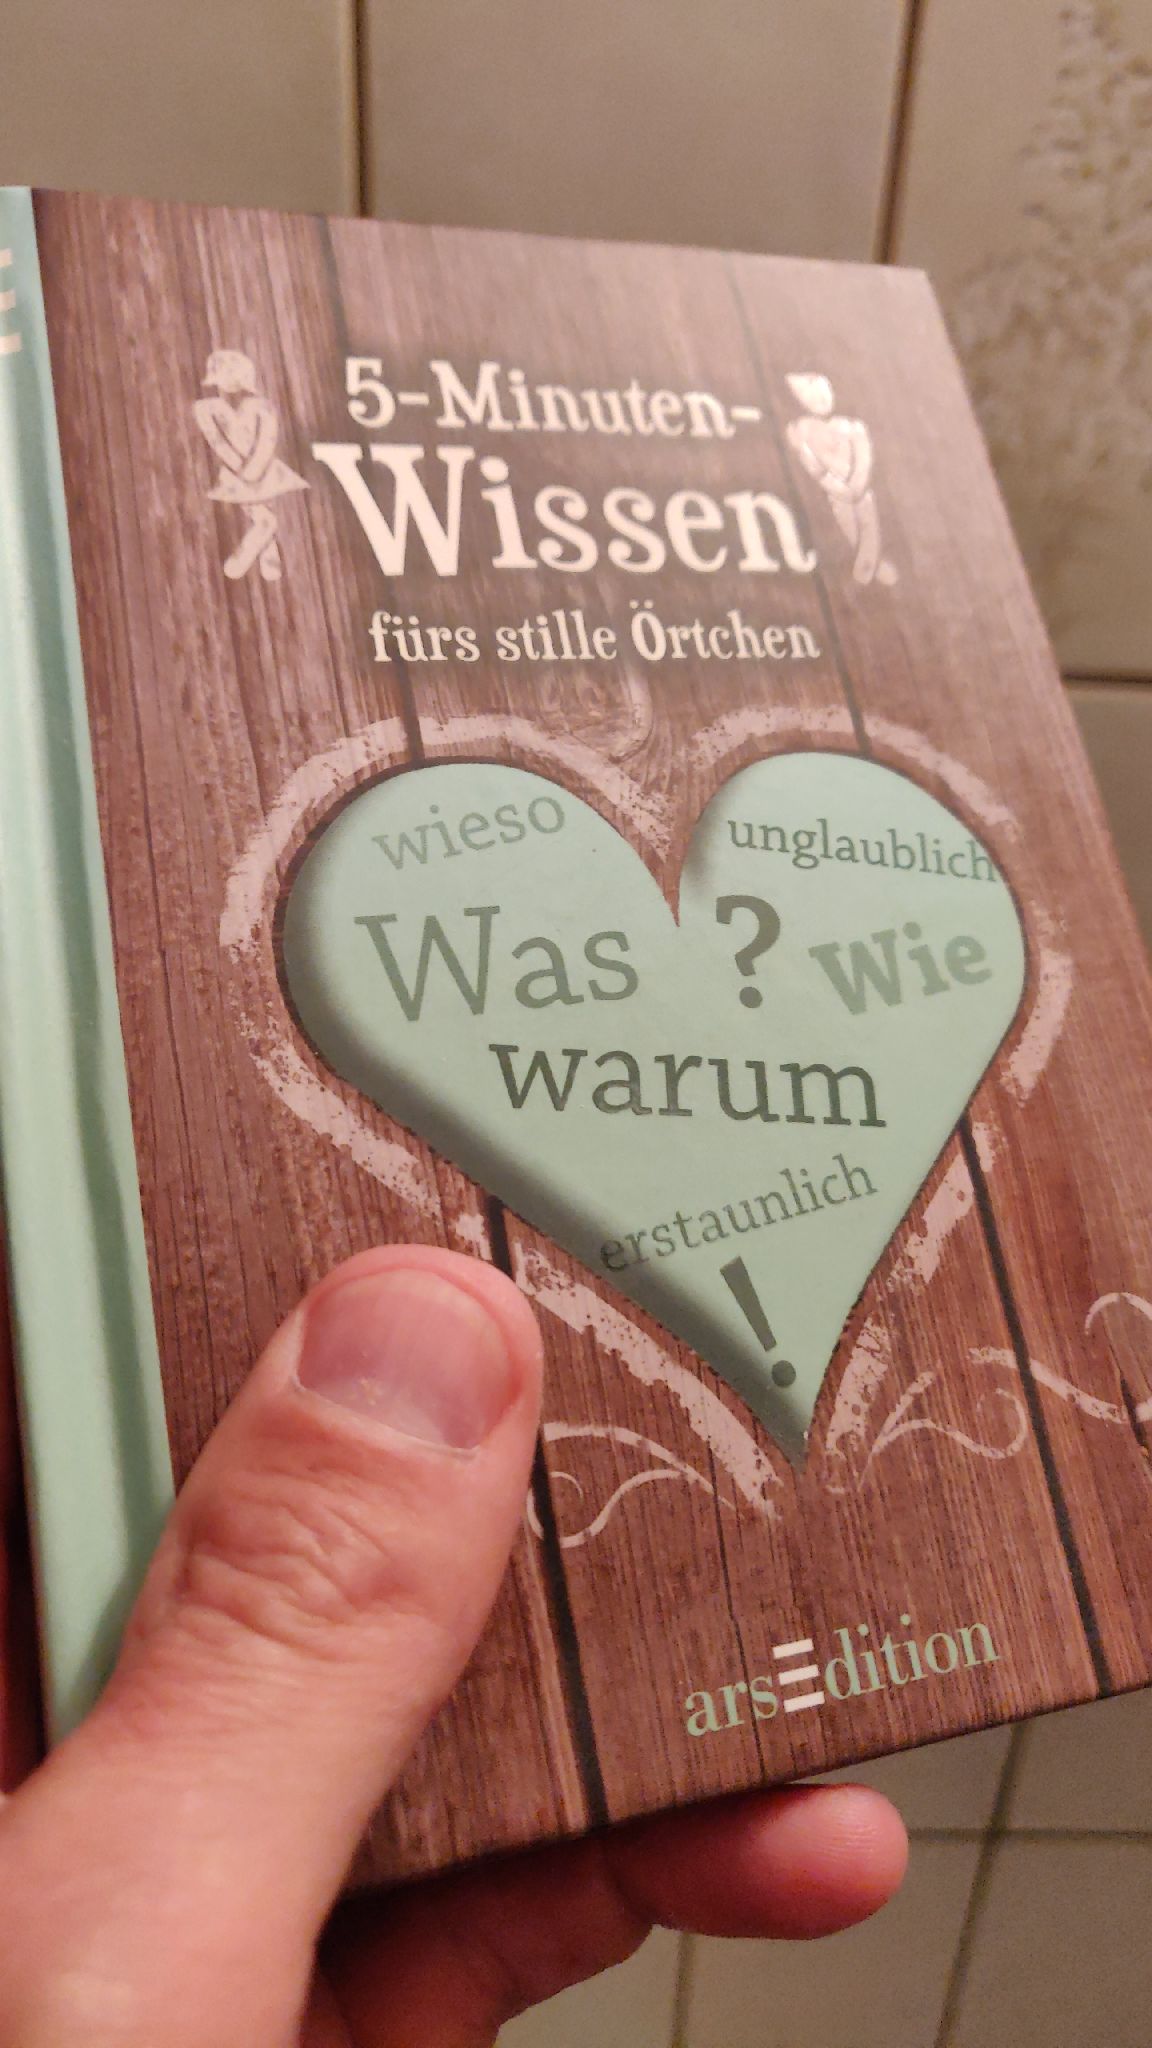 5-Minuten-
Wissen
fürs stille Örtchen
wieso
unglaublich
Was ? Wie
warum
erstaunlich
!
arsEdition